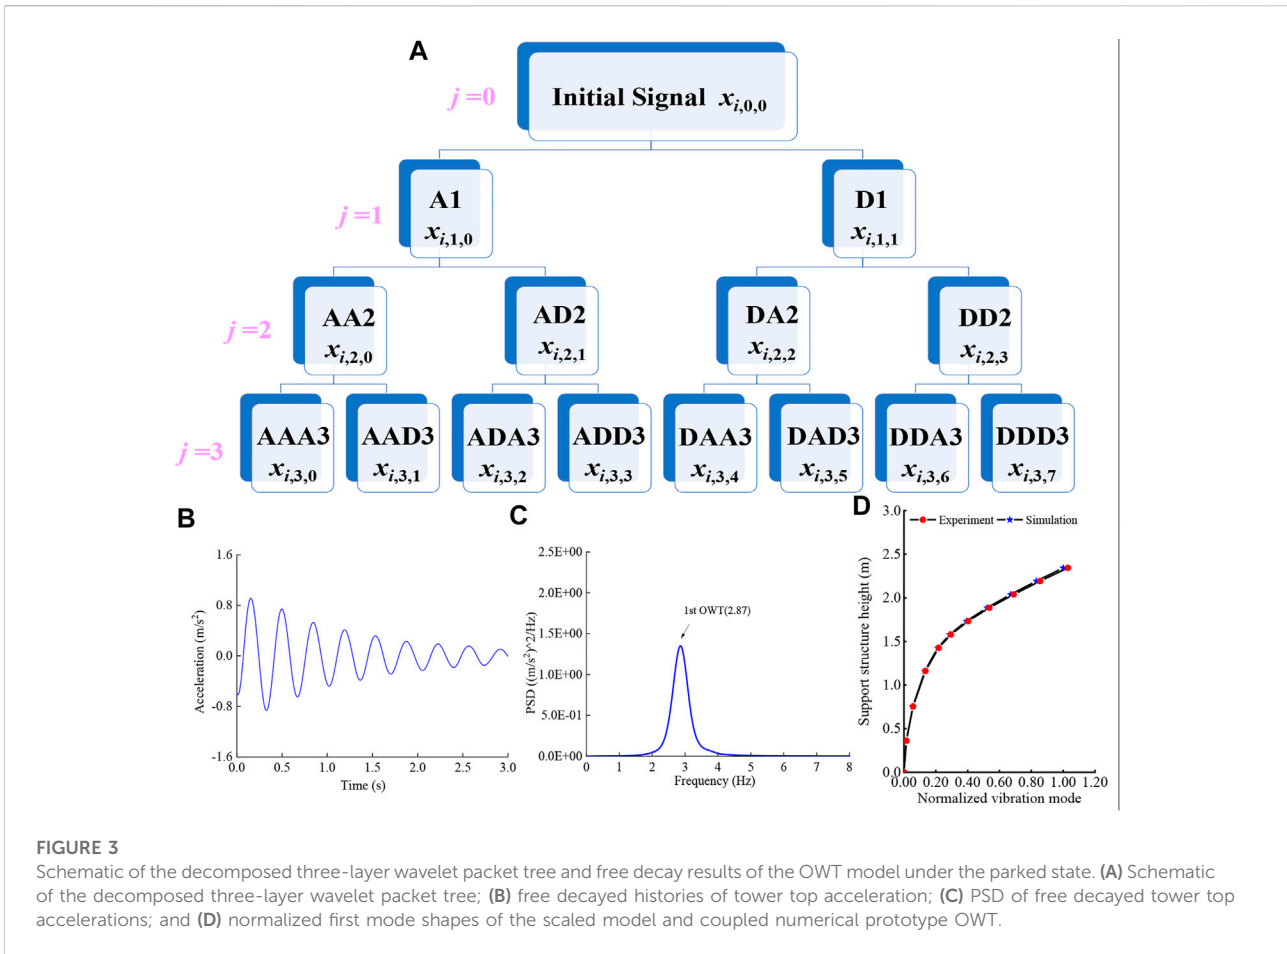 A
j=0
Initial Signal x_{i,0,0}
j=1
A1
x_{i,1,0}
D1
x_{i,1,1}
j=2
AA2
x_{i,2,0}
AD2
x_{i,2,1}
DA2
x_{i,2,2}
DD2
x_{i,2,3}
j=3
AAA3
x_{i,3,0}
AAD3
x_{i,3,1}
ADA3
x_{i,3,2}
ADD3
x_{i,3,3}
DAA3
x_{i,3,4}
DAD3
x_{i,3,5}
DDA3
x_{i,3,6}
DDD3
x_{i,3,7}
B
Acceleration (m/s²)
1.6
0.8
0.0
-0.8
-1.6
0.0 0.5 1.0 1.5 2.0 2.5 3.0
Time (s)
C
PSD ((m/s²)^2/Hz)
2.5E+00
2.0E+00
1.5E+00
1.0E+00
5.0E-01
0.0E+00
1st OWT(2.87)
0 1 2 3 4 5 6 7 8
Frequency (Hz)
D
Support structure height (m)
3.0
2.5
2.0
1.5
1.0
0.5
0.0
Experiment Simulation
0.00 0.20 0.40 0.60 0.80 1.00 1.20
Normalized vibration mode
FIGURE 3
Schematic of the decomposed three-layer wavelet packet tree and free decay results of the OWT model under the parked state. (A) Schematic
of the decomposed three-layer wavelet packet tree; (B) free decayed histories of tower top acceleration; (C) PSD of free decayed tower top
accelerations; and (D) normalized first mode shapes of the scaled model and coupled numerical prototype OWT.